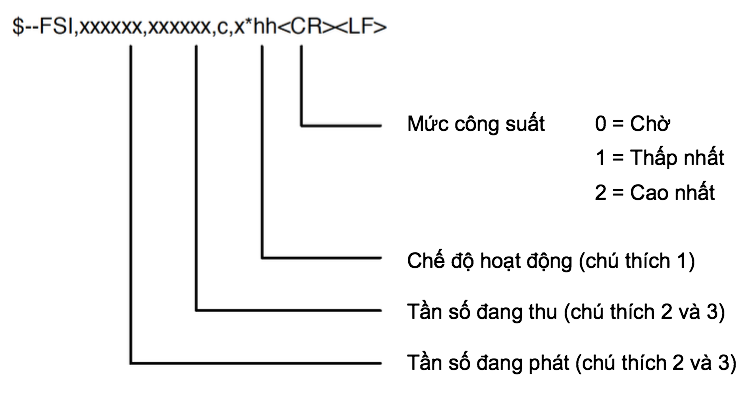 $--FSI,xxxxxx,xxxxxx,c,x*hh<CR><LF>
Mức công suất 0 = Chờ
1 = Thấp nhất
2 = Cao nhất
Chế độ hoạt động (chú thích 1)
Tần số đang thu (chú thích 2 và 3)
Tần số đang phát (chú thích 2 và 3)